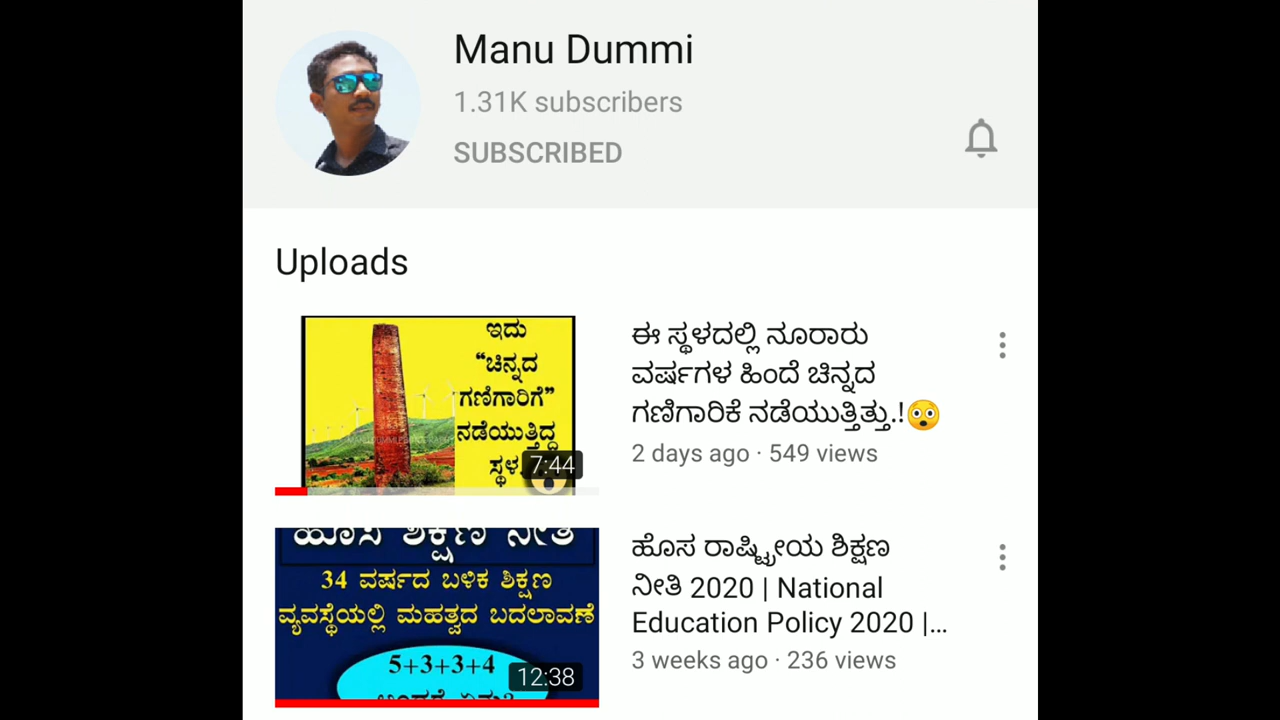 Manu Dummi
1.31K subscribers
SUBSCRIBED
Uploads
ಇದು
“ಚಿನ್ನದ
ಗಣಿಗಾರಿಗೆ”
ನಡೆಯುತ್ತಿದ್ದ
ಸ್ಥಳ.
7:44
ಈ ಸ್ಥಳದಲ್ಲಿ ನೂರಾರು
ವರ್ಷಗಳ ಹಿಂದೆ ಚಿನ್ನದ
ಗಣಿಗಾರಿಕೆ ನಡೆಯುತ್ತಿತ್ತು.!😳
2 days ago · 549 views
ಹೊಸ ಶಿಕ್ಷಣ ನೀತಿ
34 ವರ್ಷದ ಬಳಿಕ ಶಿಕ್ಷಣ
ವ್ಯವಸ್ಥೆಯಲ್ಲಿ ಮಹತ್ವದ ಬದಲಾವಣೆ
5+3+3+4
12:38
ಹೊಸ ರಾಷ್ಟ್ರೀಯ ಶಿಕ್ಷಣ
ನೀತಿ 2020 | National
Education Policy 2020 |...
3 weeks ago · 236 views